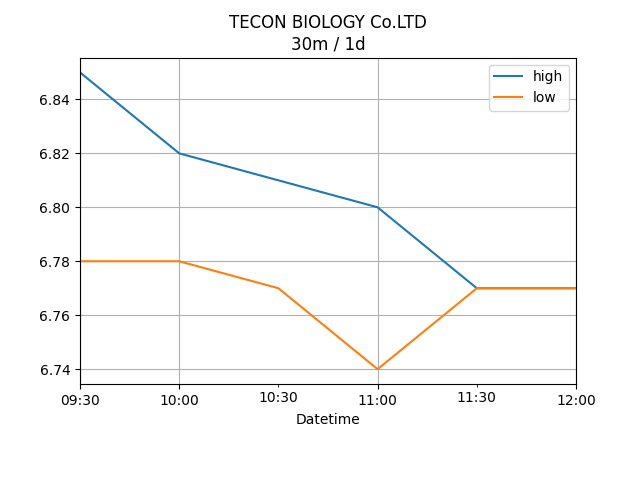 TECON BIOLOGY Co.LTD
30m / 1d
high
low
6.84
6.82
6.80
6.78
6.76
6.74
09:30 10:00 10:30 11:00 11:30 12:00
Datetime